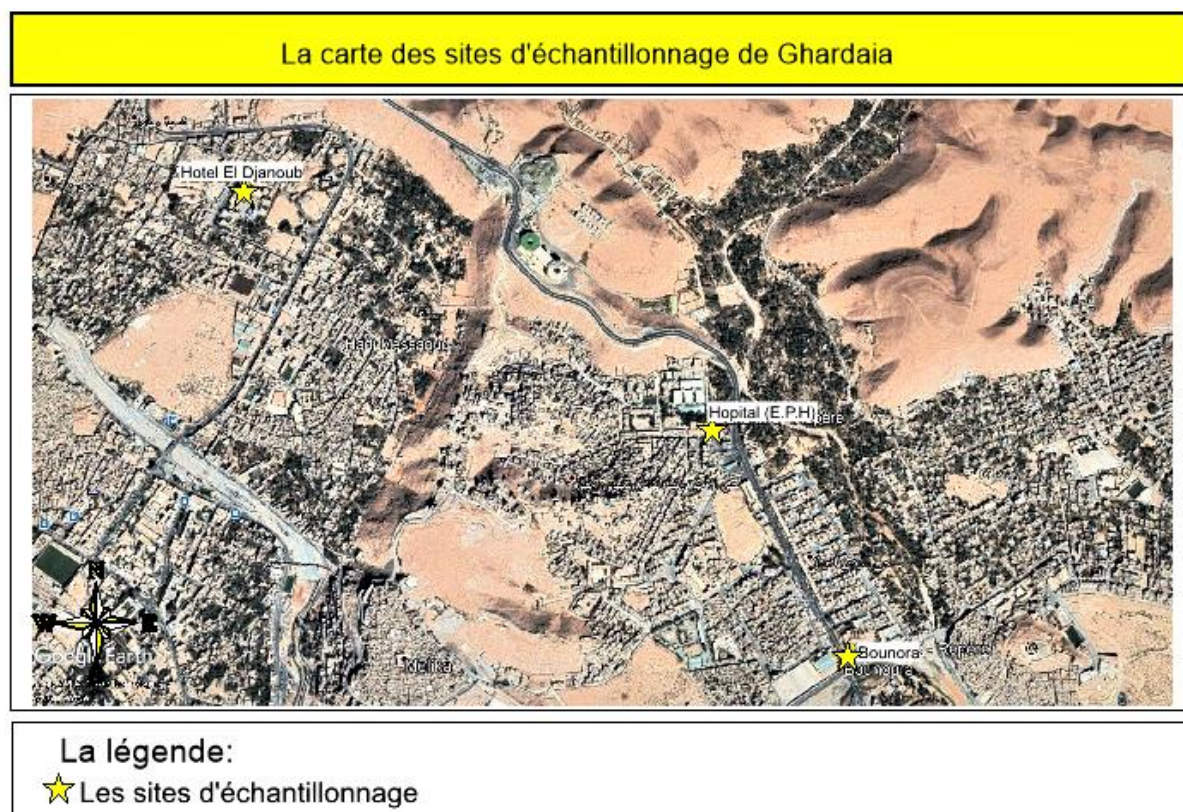 La carte des sites d'échantillonnage de Ghardaia
Hotel El Djanoub
Hopital (E.P.H)
Bounora
Melika
N
W E
Google Earth
La légende:
Les sites d'échantillonnage